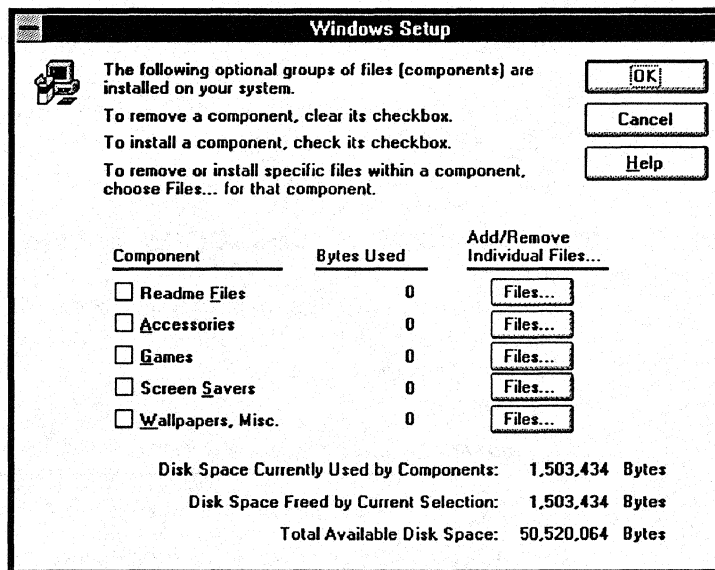 Windows Setup
The following optional groups of files (components) are
installed on your system.
To remove a component, clear its checkbox.
To install a component, check its checkbox.
To remove or install specific files within a component,
choose Files... for that component.
OK
Cancel
Help
Component Bytes Used Add/Remove
Individual Files...
Readme Files 0 Files...
Accessories 0 Files...
Games 0 Files...
Screen Savers 0 Files...
Wallpapers, Misc. 0 Files...
Disk Space Currently Used by Components: 1,503,434 Bytes
Disk Space Freed by Current Selection: 1,503,434 Bytes
Total Available Disk Space: 50,520,064 Bytes